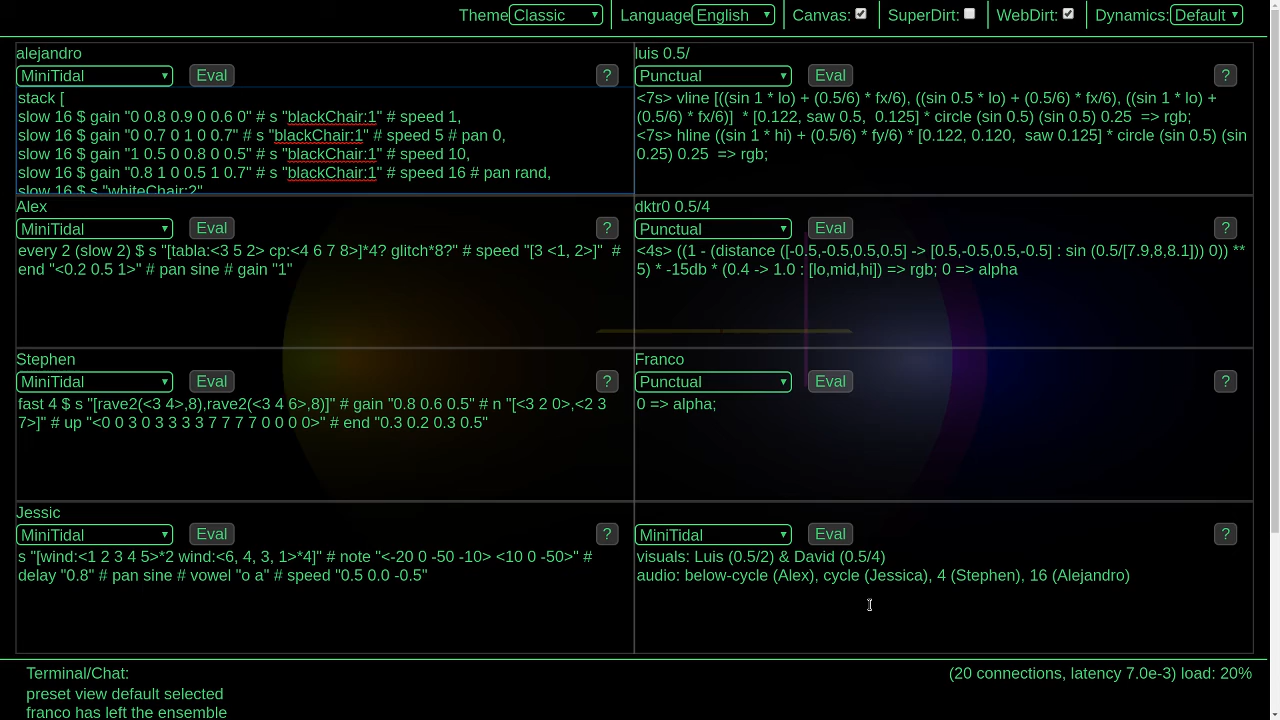 Theme Classic Language English Canvas: SuperDirt: WebDirt: Dynamics: Default
alejandro
MiniTidal Eval ?
stack [
slow 16 $ gain "0 0.8 0.9 0 0.6 0" # s "blackChair:1" # speed 1,
slow 16 $ gain "0 0.7 0 1 0 0.7" # s "blackChair:1" # speed 5 # pan 0,
slow 16 $ gain "1 0.5 0 0.8 0 0.5" # s "blackChair:1" # speed 10,
slow 16 $ gain "0.8 1 0 0.5 1 0.7" # s "blackChair:1" # speed 16 # pan rand,
slow 16 $ s "whiteChair:2"
luis 0.5/
Punctual Eval ?
<7s> vline [((sin 1 * lo) + (0.5/6) * fx/6), ((sin 0.5 * lo) + (0.5/6) * fx/6), ((sin 1 * lo) +
(0.5/6) * fx/6)]  * [0.122, saw 0.5,  0.125] * circle (sin 0.5) (sin 0.5) 0.25  => rgb;
<7s> hline ((sin 1 * hi) + (0.5/6) * fy/6) * [0.122, 0.120,  saw 0.125] * circle (sin 0.5) (sin
0.25) 0.25  => rgb;
Alex
MiniTidal Eval ?
every 2 (slow 2) $ s "[tabla:<3 5 2> cp:<4 6 7 8>]*4? glitch*8?" # speed "[3 <1, 2>]"  #
end "<0.2 0.5 1>" # pan sine # gain "1"
dktr0 0.5/4
Punctual Eval ?
<4s> ((1 - (distance ([-0.5,-0.5,0.5,0.5] -> [0.5,-0.5,0.5,-0.5] : sin (0.5/[7.9,8,8.1])) 0)) **
5) * -15db * (0.4 -> 1.0 : [lo,mid,hi]) => rgb; 0 => alpha
Stephen
MiniTidal Eval ?
fast 4 $ s "[rave2(<3 4>,8),rave2(<3 4 6>,8)]" # gain "0.8 0.6 0.5" # n "[<3 2 0>,<2 3
7>]" # up "<0 0 3 0 3 3 3 3 7 7 7 7 0 0 0 0>" # end "0.3 0.2 0.3 0.5"
Franco
Punctual Eval ?
0 => alpha;
Jessic
MiniTidal Eval ?
s "[wind:<1 2 3 4 5>*2 wind:<6, 4, 3, 1>*4]" # note "<-20 0 -50 -10> <10 0 -50>" #
delay "0.8" # pan sine # vowel "o a" # speed "0.5 0.0 -0.5"
MiniTidal Eval ?
visuals: Luis (0.5/2) & David (0.5/4)
audio: below-cycle (Alex), cycle (Jessica), 4 (Stephen), 16 (Alejandro)
Terminal/Chat: (20 connections, latency 7.0e-3) load: 20%
preset view default selected
franco has left the ensemble